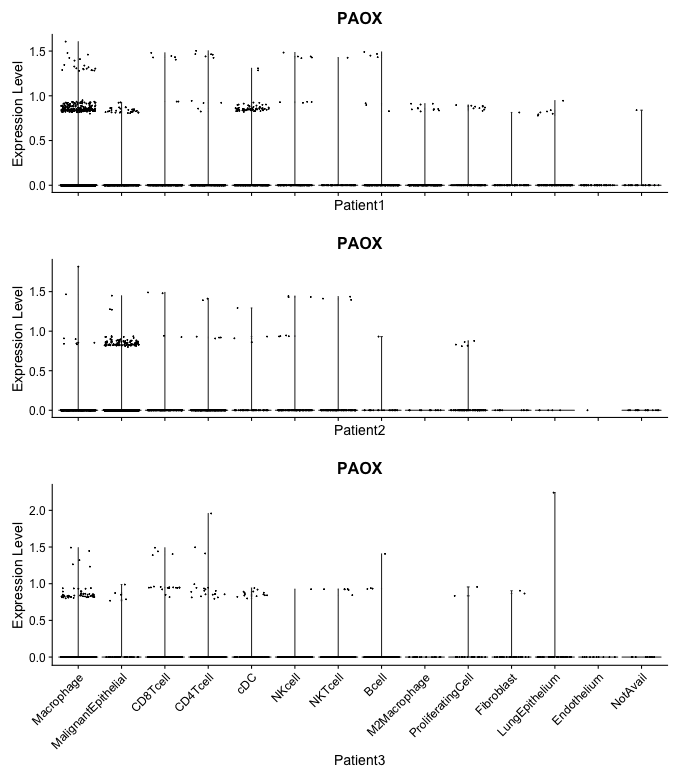 PAOX
Expression Level
1.5
1.0
0.5
0.0
Patient1
PAOX
Expression Level
1.5
1.0
0.5
0.0
Patient2
PAOX
Expression Level
2.0
1.5
1.0
0.5
0.0
Macrophage
MalignantEpithelial
CD8Tcell
CD4Tcell
cDC
NKcell
NKTcell
Bcell
M2Macrophage
ProliferatingCell
Fibroblast
LungEpithelium
Endothelium
NotAvail
Patient3